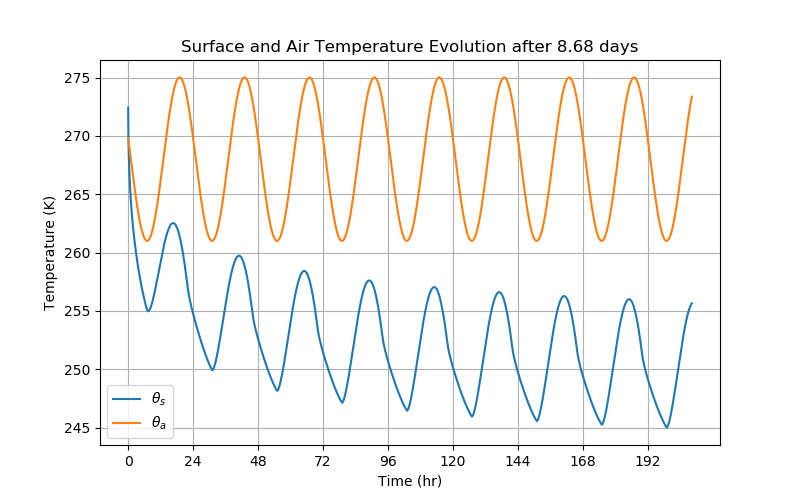 Surface and Air Temperature Evolution after 8.68 days
275
270
265
260
255
250
245
Temperature (K)
θs
θa
0 24 48 72 96 120 144 168 192
Time (hr)